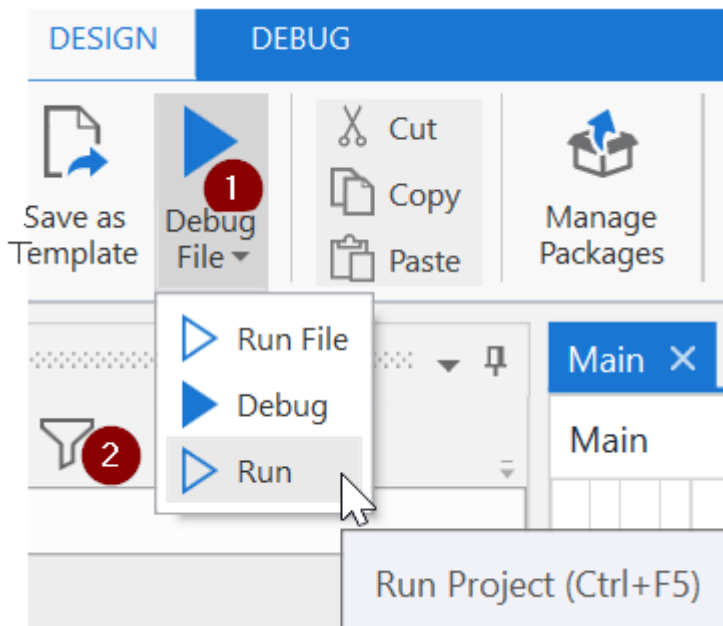 DESIGN DEBUG
Save as
Template
1
Debug
File
Cut
Copy
Paste
Manage
Packages
Run File
Debug
Run
2
Main
Main
Run Project (Ctrl+F5)